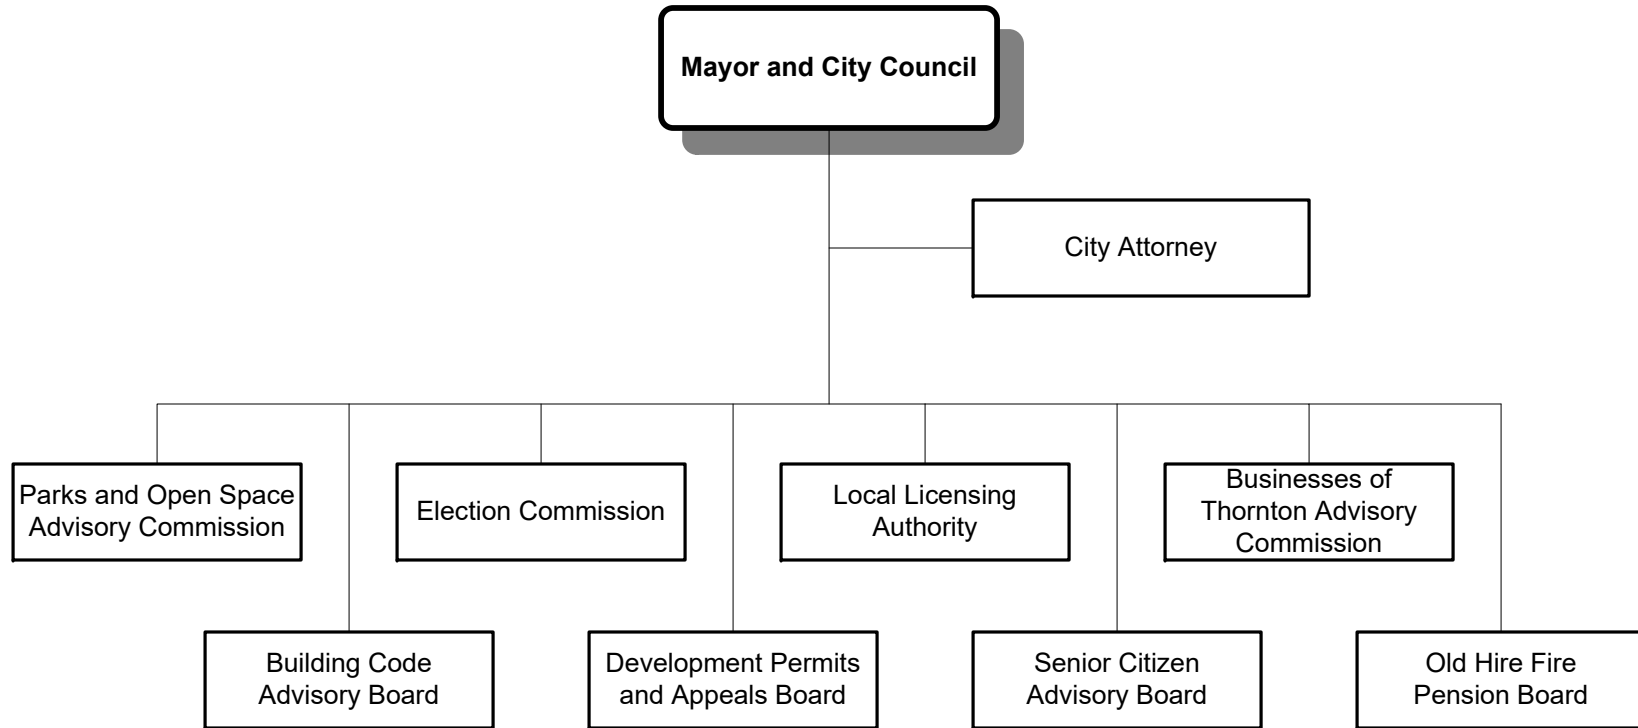 Mayor and City Council
City Attorney
Parks and Open Space
Advisory Commission
Election Commission
Local Licensing
Authority
Businesses of
Thornton Advisory
Commission
Building Code
Advisory Board
Development Permits
and Appeals Board
Senior Citizen
Advisory Board
Old Hire Fire
Pension Board